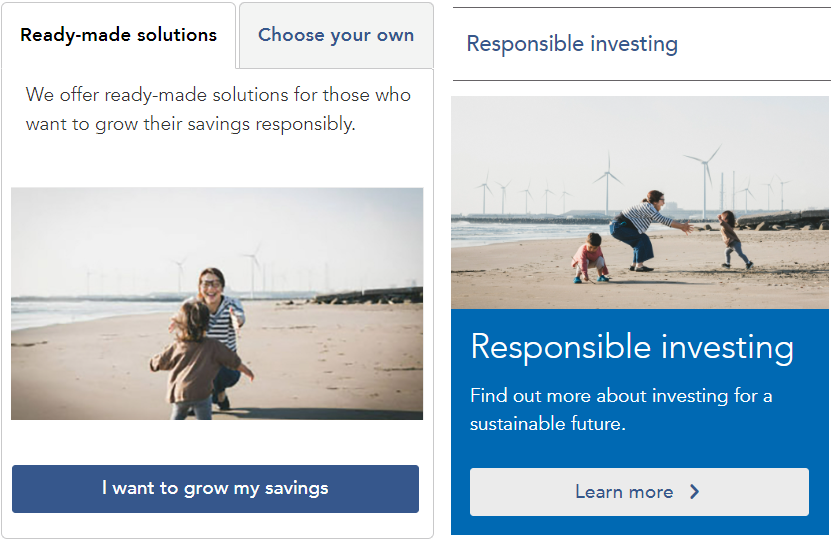 Ready-made solutions
Choose your own
We offer ready-made solutions for those who
want to grow their savings responsibly.
I want to grow my savings
Responsible investing
Responsible investing
Find out more about investing for a
sustainable future.
Learn more